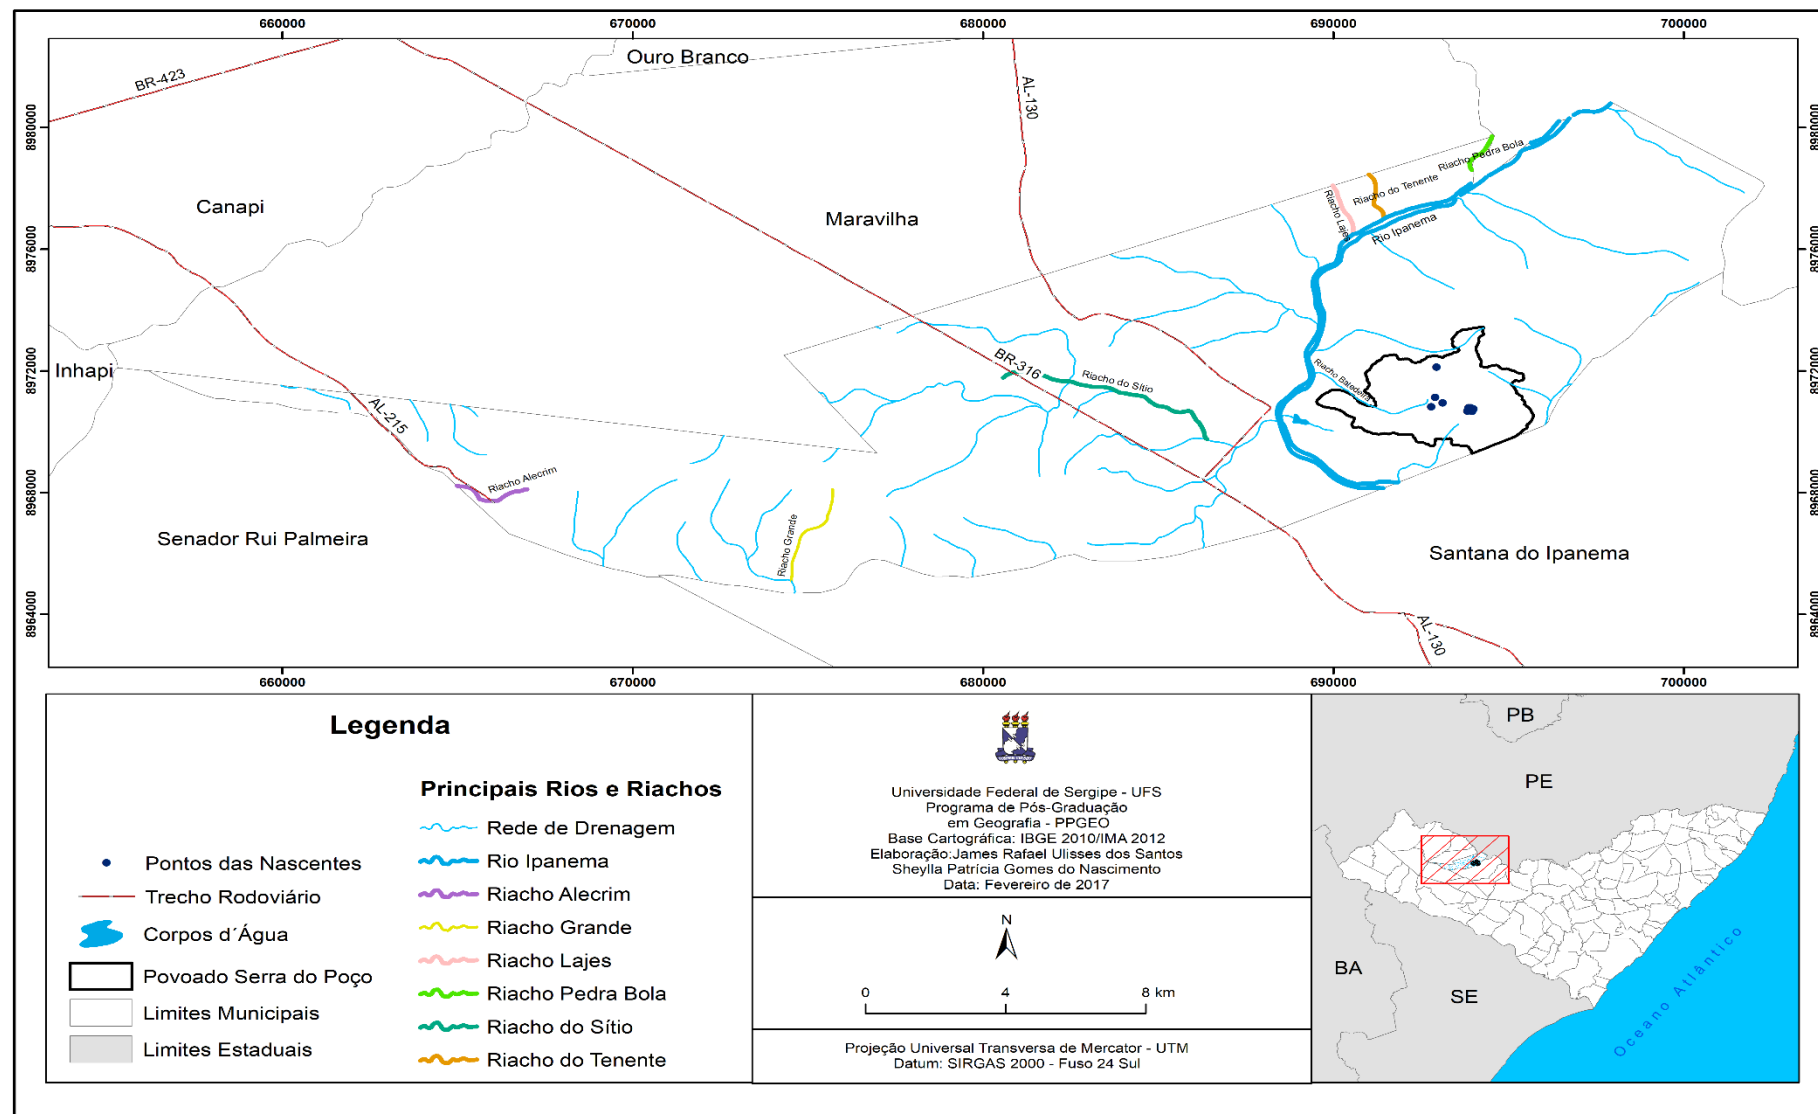 660000
670000
680000
690000
700000
Ouro Branco
BR-423
AL-130
8980000
8980000
Riacho Pedra Bola
Riacho do Tenente
Riacho Lajes
Rio Ipanema
Canapi
Maravilha
8976000
8976000
Inhapi
8972000
8972000
BR-316
Riacho do Sítio
Riacho Baledeira
AL-215
Riacho Alecrim
8968000
8968000
Riacho Grande
Senador Rui Palmeira
Santana do Ipanema
8964000
8964000
AL-130
660000
670000
680000
690000
700000
Legenda
Pontos das Nascentes
Trecho Rodoviário
Corpos d´Água
Povoado Serra do Poço
Limites Municipais
Limites Estaduais
Principais Rios e Riachos
Rede de Drenagem
Rio Ipanema
Riacho Alecrim
Riacho Grande
Riacho Lajes
Riacho Pedra Bola
Riacho do Sítio
Riacho do Tenente
Universidade Federal de Sergipe - UFS
Programa de Pós-Graduação
em Geografia - PPGEO
Base Cartográfica: IBGE 2010/IMA 2012
Elaboração:James Rafael Ulisses dos Santos
Sheylla Patrícia Gomes do Nascimento
Data: Fevereiro de 2017
N
0 4 8 km
Projeção Universal Transversa de Mercator - UTM
Datum: SIRGAS 2000 - Fuso 24 Sul
PB
PE
BA
SE
Oceano Atlântico